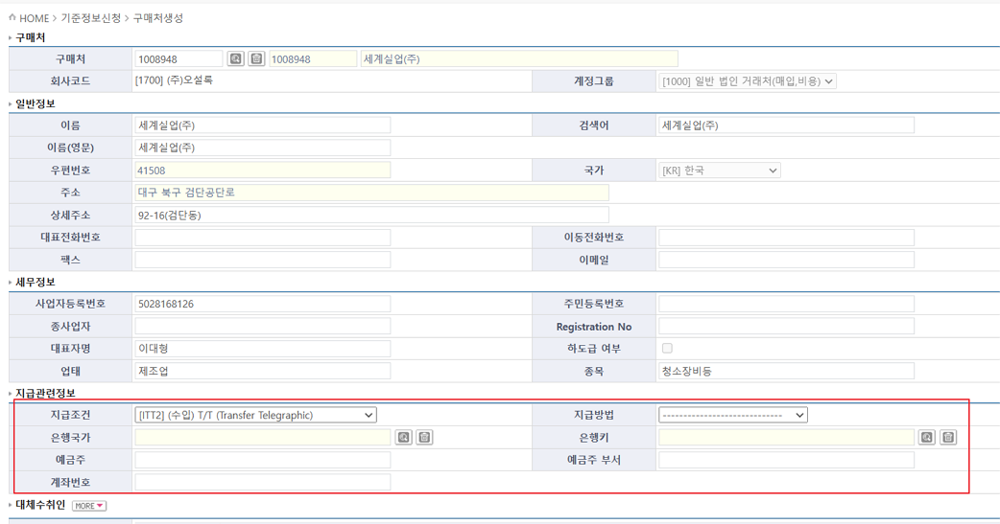 HOME > 기준정보신청 > 구매처생성
구매처
구매처 1008948 1008948 세계실업(주)
회사코드 [1700] (주)오설록 계정그룹 [1000] 일반 법인 거래처(매입,비용)
일반정보
이름 세계실업(주) 검색어 세계실업(주)
이름(영문) 세계실업(주)
우편번호 41508 국가 [KR] 한국
주소 대구 북구 검단공단로
상세주소 92-16(검단동)
대표전화번호 이동전화번호
팩스 이메일
세무정보
사업자등록번호 5028168126 주민등록번호
종사업자 Registration No
대표자명 이대형 하도급 여부
업태 제조업 종목 청소장비등
지급관련정보
지급조건 [ITT2] (수입) T/T (Transfer Telegraphic) 지급방법 -----------------------------
은행국가 은행키
예금주 예금주 부서
계좌번호
대체수취인 MORE